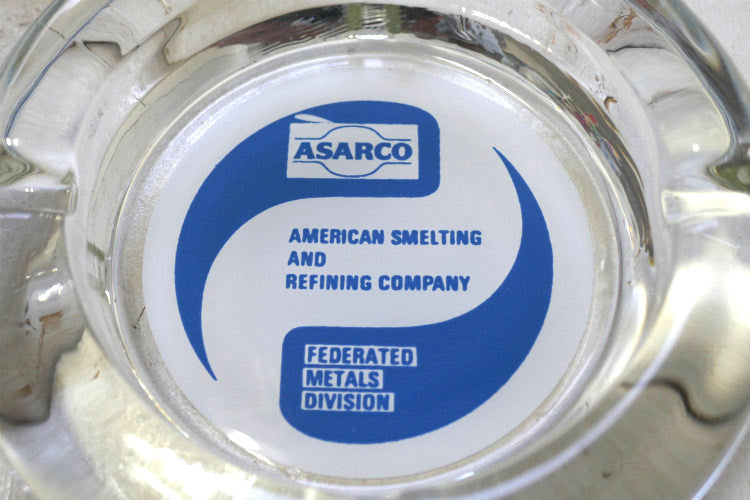 ASARCO
AMERICAN SMELTING
AND
REFINING COMPANY
FEDERATED
METALS
DIVISION